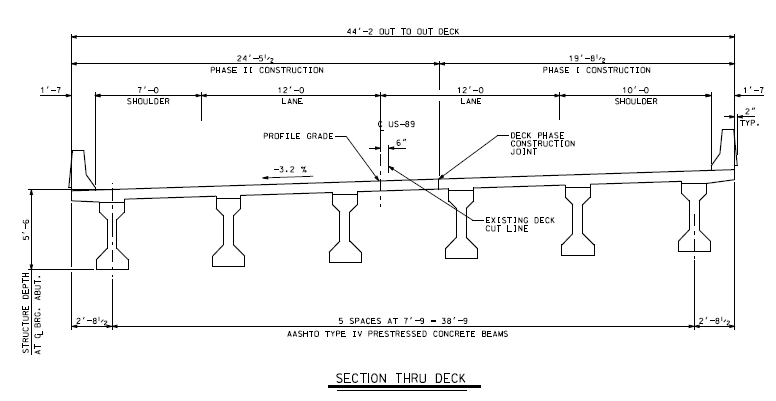 44'-2 OUT TO OUT DECK
24'-5 1/2
19'-8 1/2
PHASE II CONSTRUCTION
PHASE I CONSTRUCTION
1'-7
7'-0
12'-0
12'-0
10'-0
1'-7
SHOULDER
LANE
LANE
SHOULDER
2"
TYP.
℄ US-89
PROFILE GRADE
6"
DECK PHASE
CONSTRUCTION
JOINT
-3.2 %
EXISTING DECK
CUT LINE
5'-6
STRUCTURE DEPTH
AT ℄ BRG. ABUT.
2'-8 1/2
5 SPACES AT 7'-9 = 38'-9
2'-8 1/2
AASHTO TYPE IV PRESTRESSED CONCRETE BEAMS
SECTION THRU DECK